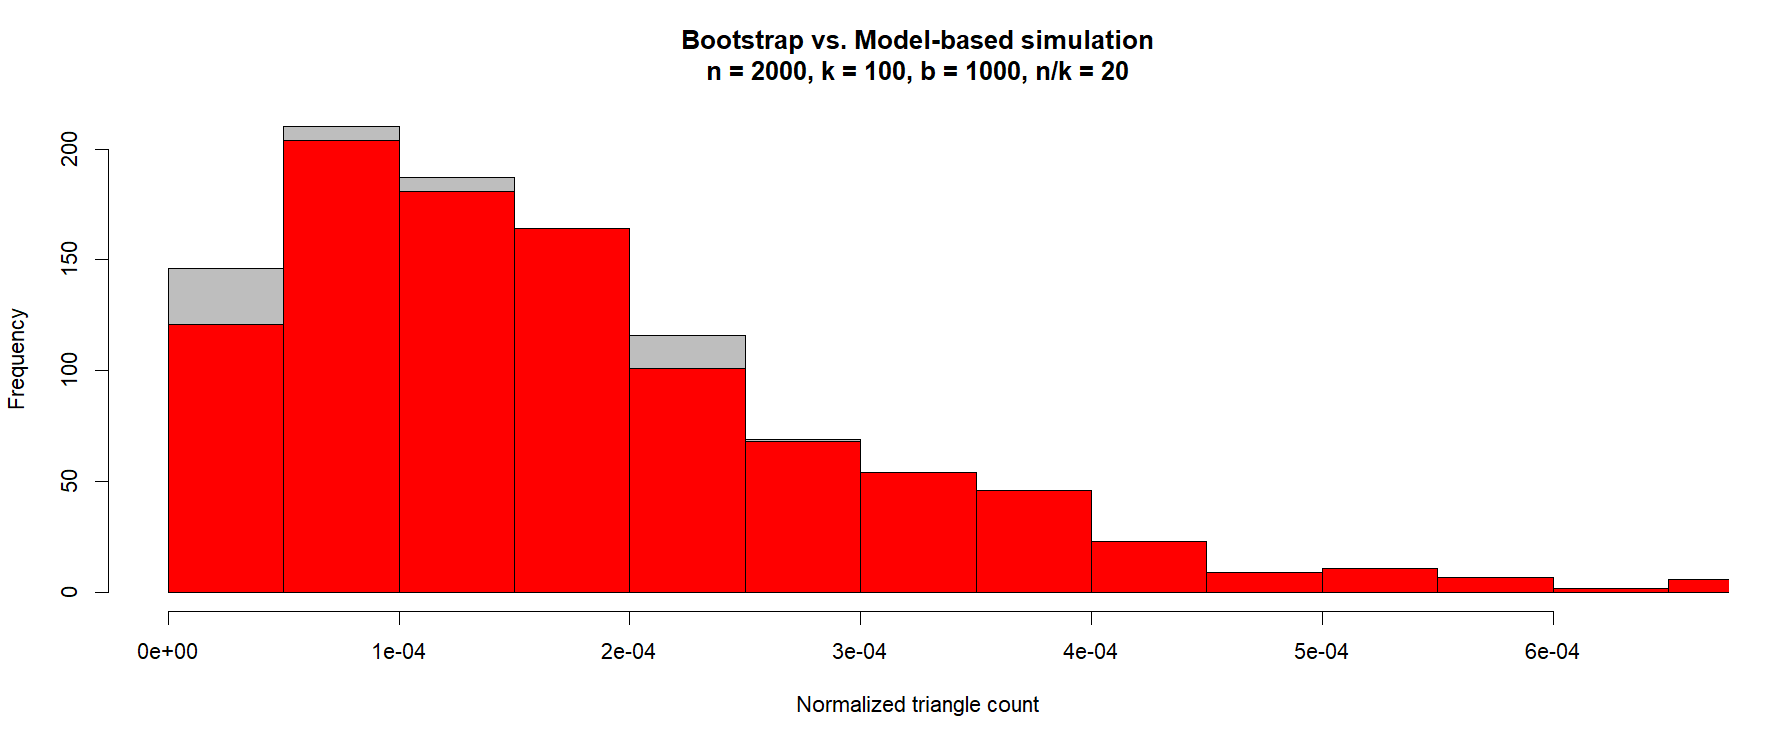 Bootstrap vs. Model-based simulation
n = 2000, k = 100, b = 1000, n/k = 20
200
150
100
50
0
Frequency
0e+00 1e-04 2e-04 3e-04 4e-04 5e-04 6e-04
Normalized triangle count